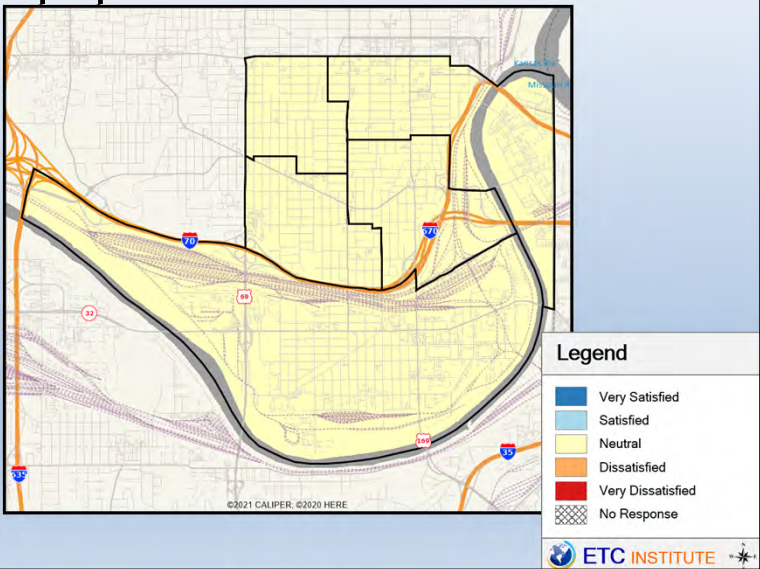 Kansas Riv
Missouri R
70
670
69
32
169
35
635
©2021 CALIPER; ©2020 HERE
Legend
Very Satisfied
Satisfied
Neutral
Dissatisfied
Very Dissatisfied
No Response
ETC INSTITUTE